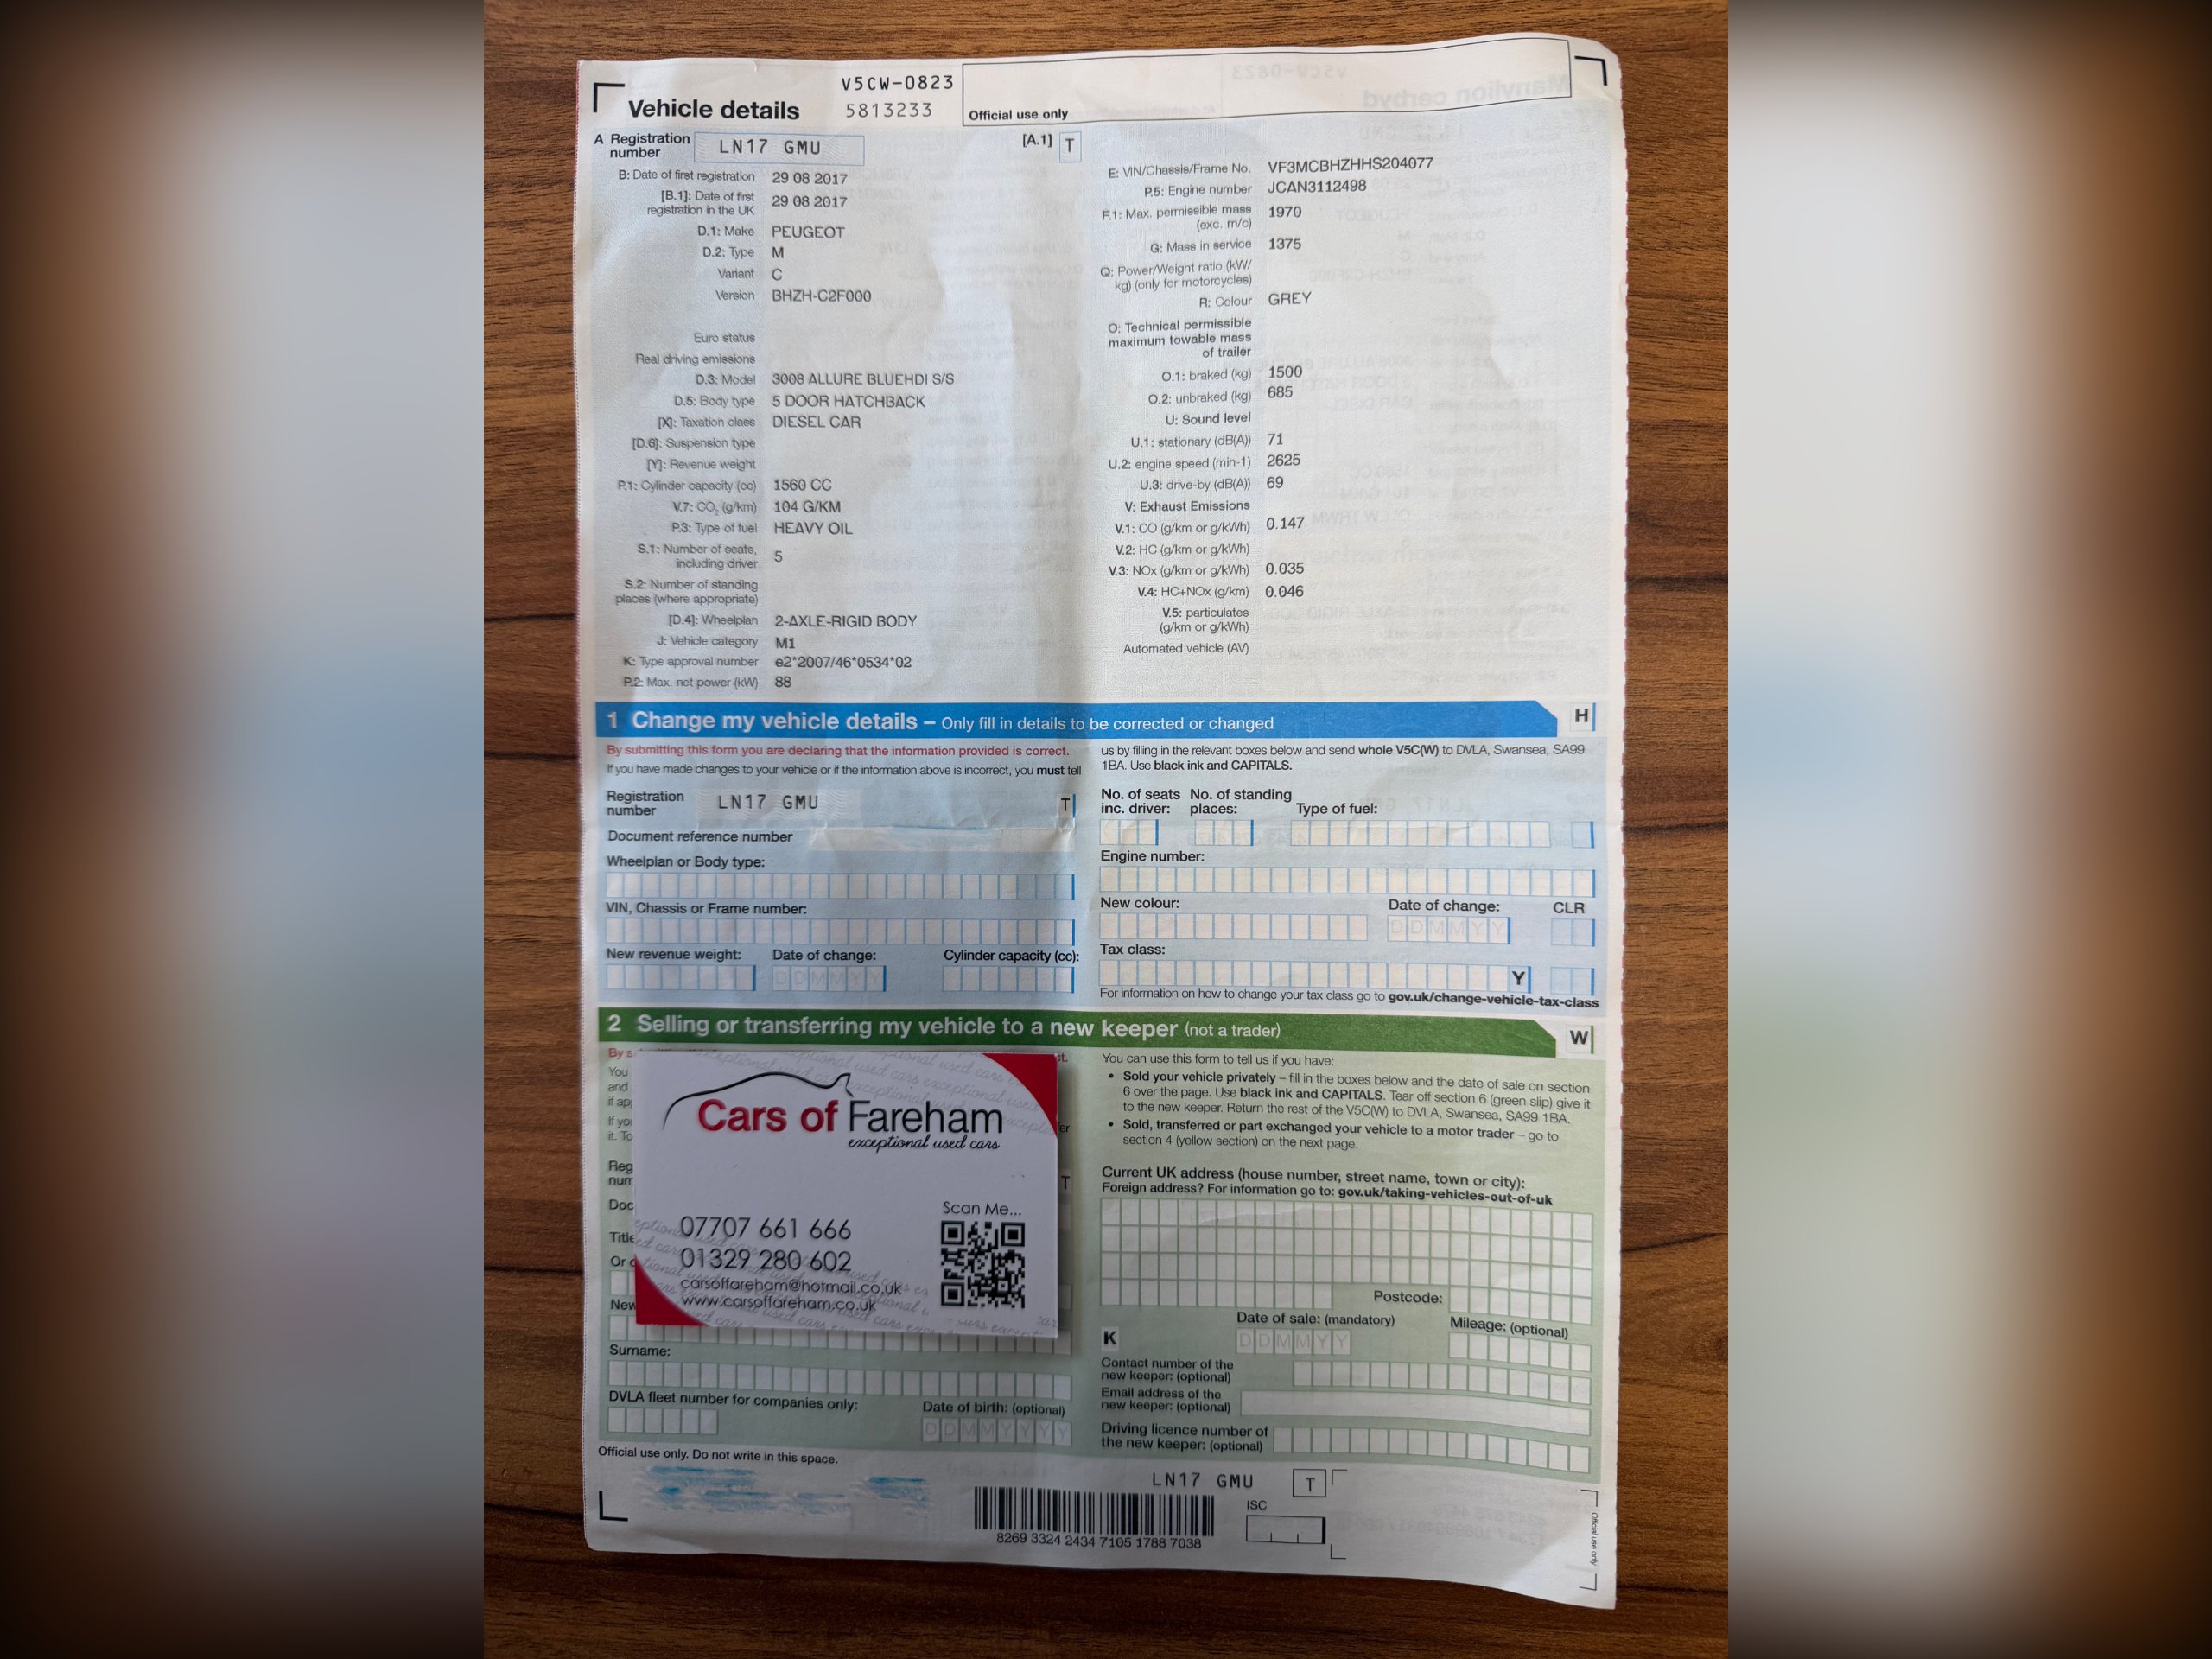 V5CW-0823
Vehicle details
5813233
Official use only
A Registration number LN17 GMU
[A.1] T
B: Date of first registration 29 08 2017
[B.1]: Date of first registration in the UK 29 08 2017
D.1: Make PEUGEOT
D.2: Type M
Variant C
Version BHZH-C2F000
Euro status
Real driving emissions
D.3: Model 3008 ALLURE BLUEHDI S/S
D.5: Body type 5 DOOR HATCHBACK
[X]: Taxation class DIESEL CAR
[D.6]: Suspension type
[Y]: Revenue weight
P.1: Cylinder capacity (cc) 1560 CC
V.7: CO2 (g/km) 104 G/KM
P.3: Type of fuel HEAVY OIL
S.1: Number of seats, including driver 5
S.2: Number of standing places (where appropriate)
[D.4]: Wheelplan 2-AXLE-RIGID BODY
J: Vehicle category M1
K: Type approval number e2*2007/46*0534*02
P.2: Max. net power (kW) 88
E: VIN/Chassis/Frame No. VF3MCBHZHHS204077
P.5: Engine number JCAN3112498
F.1: Max. permissible mass (exc. m/c) 1970
G: Mass in service 1375
Q: Power/Weight ratio (kW/kg) (only for motorcycles)
R: Colour GREY
O: Technical permissible maximum towable mass of trailer
O.1: braked (kg) 1500
O.2: unbraked (kg) 685
U: Sound level
U.1: stationary (dB(A)) 71
U.2: engine speed (min-1) 2625
U.3: drive-by (dB(A)) 69
V: Exhaust Emissions
V.1: CO (g/km or g/kWh) 0.147
V.2: HC (g/km or g/kWh)
V.3: NOx (g/km or g/kWh) 0.035
V.4: HC+NOx (g/km) 0.046
V.5: particulates (g/km or g/kWh)
Automated vehicle (AV)
1 Change my vehicle details – Only fill in details to be corrected or changed H
By submitting this form you are declaring that the information provided is correct.
If you have made changes to your vehicle or if the information above is incorrect, you must tell
us by filling in the relevant boxes below and send whole V5C(W) to DVLA, Swansea, SA99
1BA. Use black ink and CAPITALS.
Registration number LN17 GMU T
Document reference number
Wheelplan or Body type:
VIN, Chassis or Frame number:
New revenue weight: Date of change: Cylinder capacity (cc):
DDMMYY
No. of seats inc. driver: No. of standing places: Type of fuel:
Engine number:
New colour: Date of change: CLR
DDMMYY
Tax class:
Y
For information on how to change your tax class go to gov.uk/change-vehicle-tax-class
2 Selling or transferring my vehicle to a new keeper (not a trader) W
By s
ct.
You
and
if app
If you
er
it. To
Reg
num
T
Doc
Title
Or c
New
Cars of Fareham
exceptional used cars
Scan Me...
07707 661 666
01329 280 602
carsoffareham@hotmail.co.uk
www.carsoffareham.co.uk
Surname:
DVLA fleet number for companies only: Date of birth: (optional)
DDMMYYYY
You can use this form to tell us if you have:
• Sold your vehicle privately – fill in the boxes below and the date of sale on section
6 over the page. Use black ink and CAPITALS. Tear off section 6 (green slip) give it
to the new keeper. Return the rest of the V5C(W) to DVLA, Swansea, SA99 1BA.
• Sold, transferred or part exchanged your vehicle to a motor trader – go to
section 4 (yellow section) on the next page.
Current UK address (house number, street name, town or city):
Foreign address? For information go to: gov.uk/taking-vehicles-out-of-uk
Postcode:
Date of sale: (mandatory) Mileage: (optional)
K DDMMYY
Contact number of the new keeper: (optional)
Email address of the new keeper: (optional)
Driving licence number of the new keeper: (optional)
Official use only. Do not write in this space.
LN17 GMU T
ISC
8269 3324 2434 7105 1788 7038
Official use only